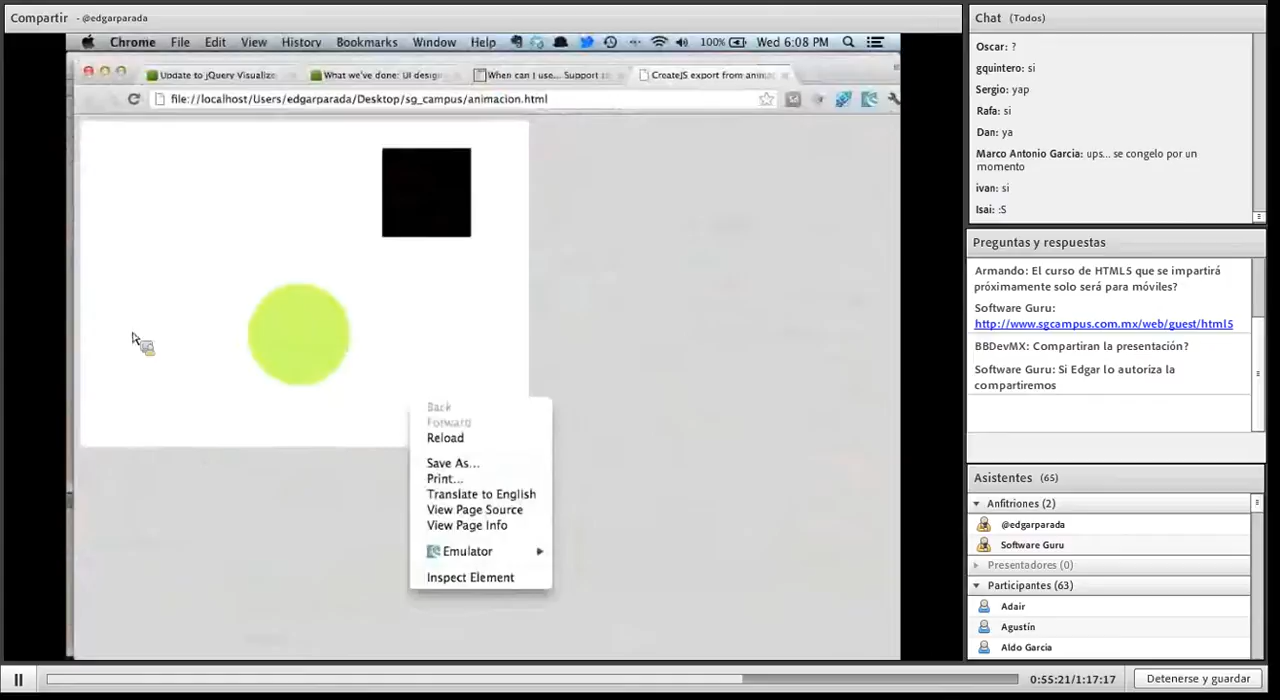 Compartir - @edgarparada
Chrome File Edit View History Bookmarks Window Help 100% Wed 6:08 PM
Update to jQuery Visualize What we've done: UI desig When can I use... Support CreateJS export from anima
file://localhost/Users/edgarparada/Desktop/sg_campus/animacion.html
Back
Forward
Reload
Save As...
Print...
Translate to English
View Page Source
View Page Info
Emulator
Inspect Element
Chat (Todos)
Oscar: ?
gquintero: si
Sergio: yap
Rafa: si
Dan: ya
Marco Antonio Garcia: ups... se congelo por un
momento
ivan: si
Isai: :S
Preguntas y respuestas
Armando: El curso de HTML5 que se impartirá
próximamente solo será para móviles?
Software Guru:
http://www.sgcampus.com.mx/web/guest/html5
BBDevMX: Compartiran la presentación?
Software Guru: Si Edgar lo autoriza la
compartiremos
Asistentes (65)
Anfitriones (2)
@edgarparada
Software Guru
Presentadores (0)
Participantes (63)
Adair
Agustín
Aldo Garcia
0:55:21/1:17:17
Detenerse y guardar